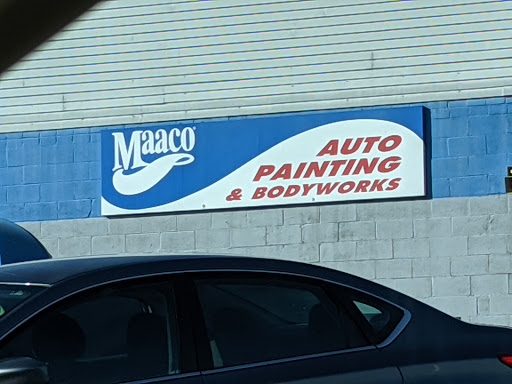 Maaco
AUTO
PAINTING
& BODYWORKS